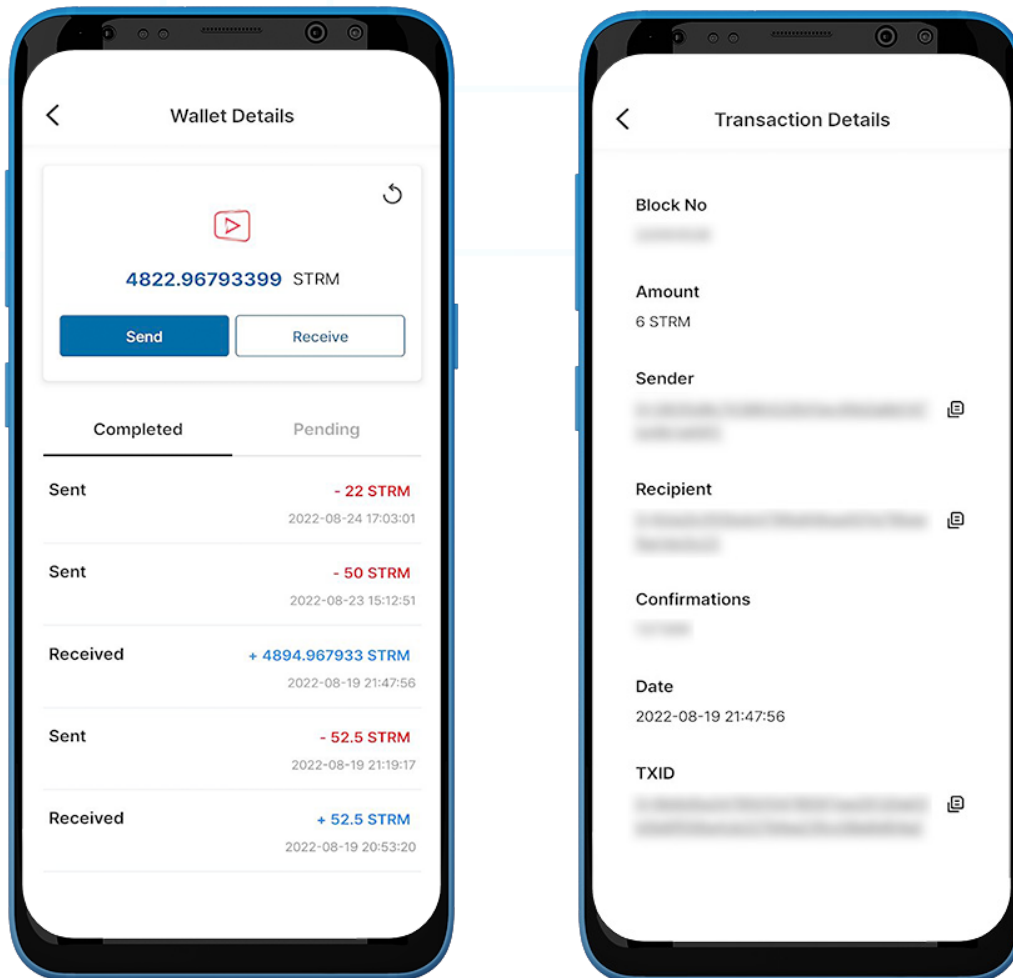 Wallet Details
4822.96793399 STRM
Send
Receive
Completed
Pending
Sent
- 22 STRM
2022-08-24 17:03:01
Sent
- 50 STRM
2022-08-23 15:12:51
Received
+ 4894.967933 STRM
2022-08-19 21:47:56
Sent
- 52.5 STRM
2022-08-19 21:19:17
Received
+ 52.5 STRM
2022-08-19 20:53:20
Transaction Details
Block No
Amount
6 STRM
Sender
Recipient
Confirmations
Date
2022-08-19 21:47:56
TXID